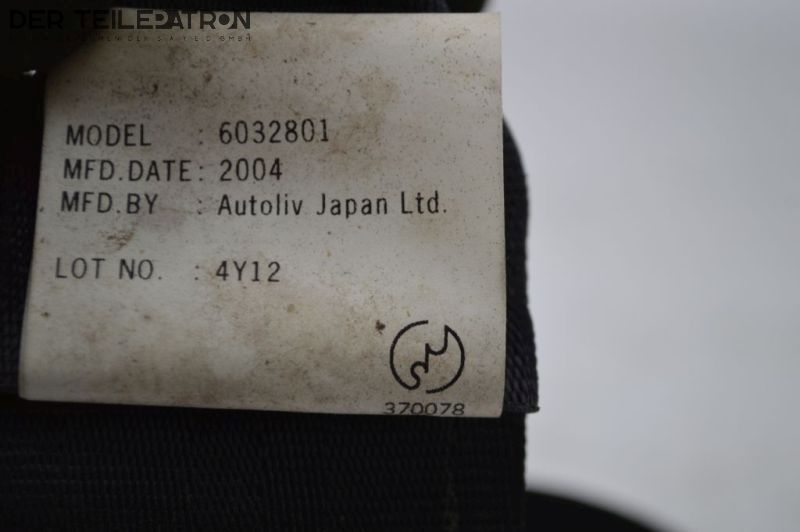 DER TEILEPATRON
MODEL : 6032801
MFD.DATE: 2004
MFD.BY : Autoliv Japan Ltd.
LOT NO. : 4Y12
370078